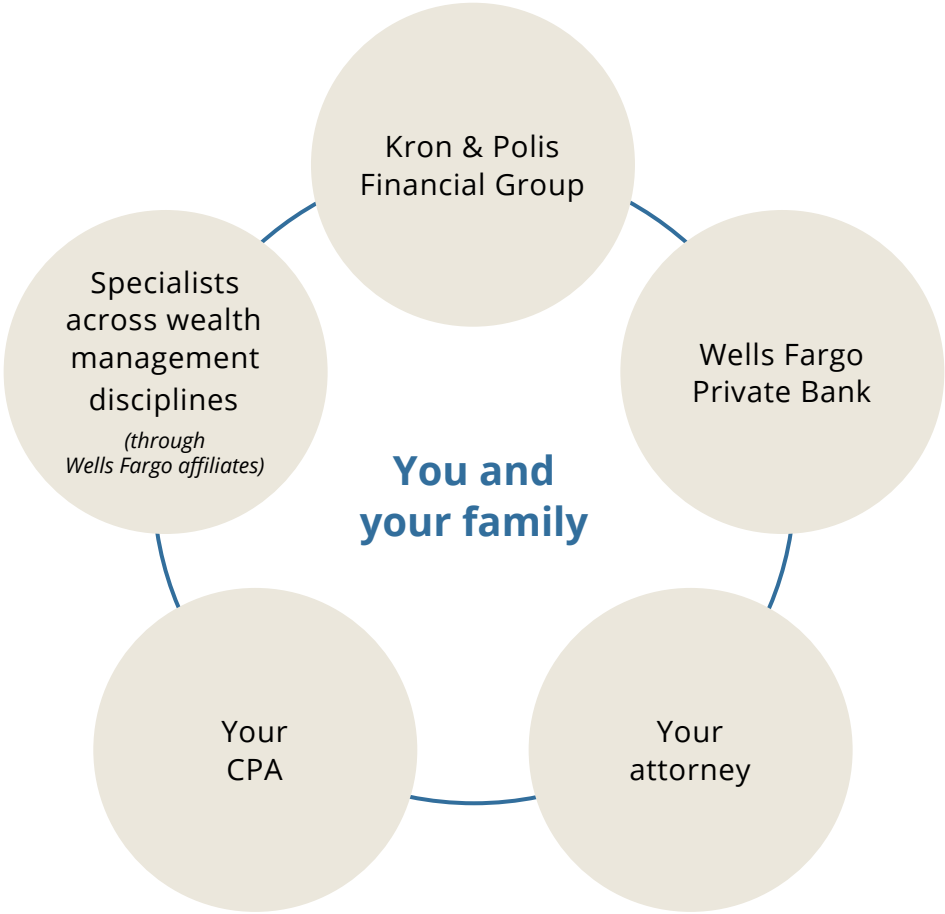 Kron & Polis
Financial Group
Specialists
across wealth
management
disciplines
(through
Wells Fargo affiliates)
Wells Fargo
Private Bank
You and
your family
Your
CPA
Your
attorney